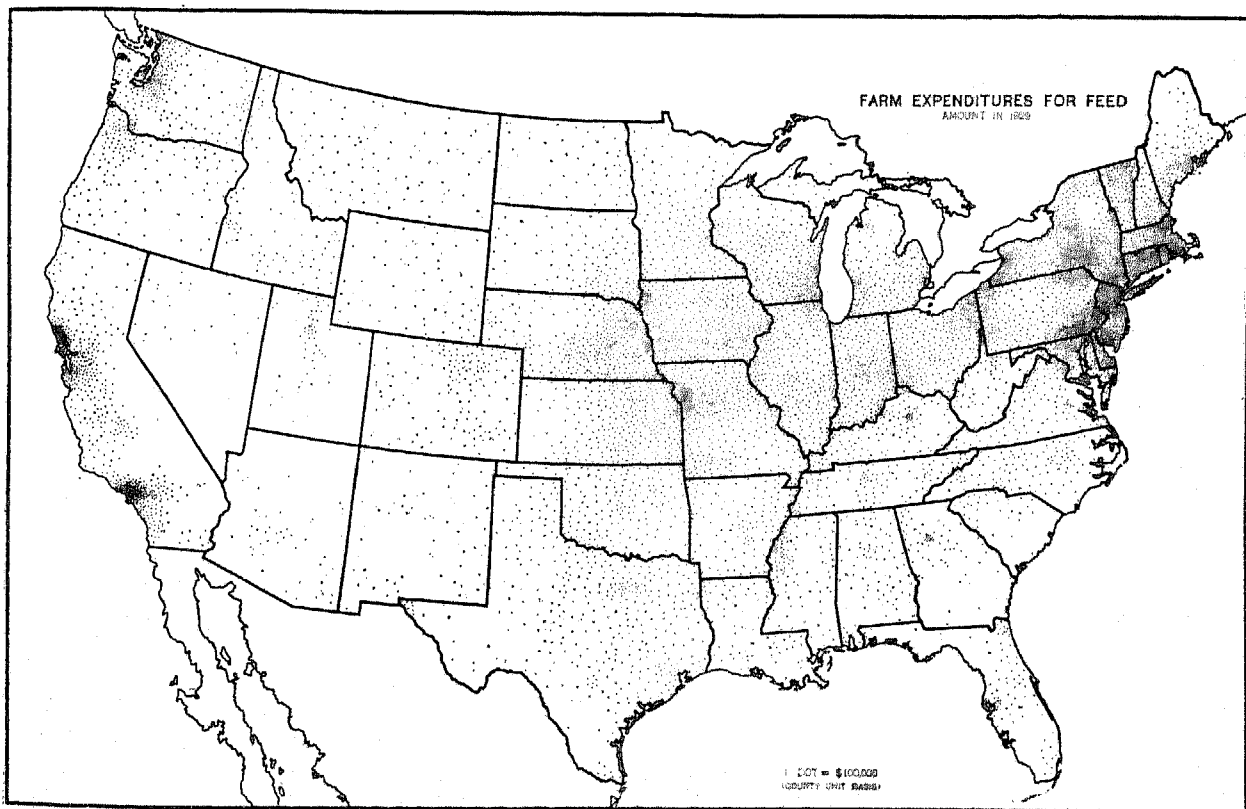 FARM EXPENDITURES FOR FEED
AMOUNT IN 1929
1 DOT = $100,000
(COUNTY UNIT BASIS)